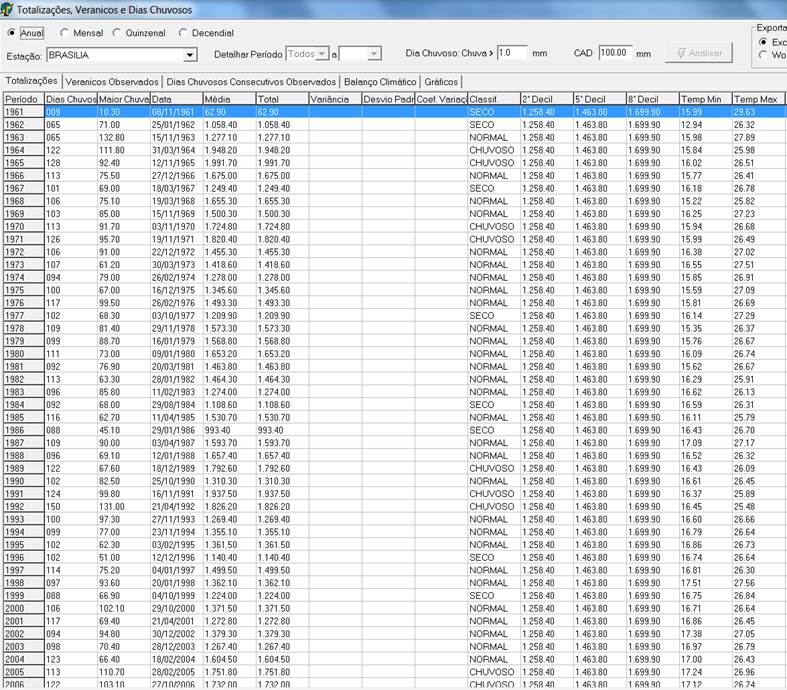 Totalizações, Veranicos e Dias Chuvosos
Anual Mensal Quinzenal Decendial Exporta
Estação: BRASILIA Detalhar Período Todos a Dia Chuvoso: Chuva > 1.0 mm CAD 100.00 mm Analisar Exc
Wo
Totalizações Veranicos Observados Dias Chuvosos Consecutivos Observados Balanço Climático Gráficos
Período Dias Chuvos Maior Chuva Data Média Total Variância Desvio Padr Coef. Variaç Classif. 2° Decil 5° Decil 8° Decil Temp Min Temp Max
1961 009 10.30 08/11/1961 62.90 62.90 SECO 1.258.40 1.463.80 1.699.90 15.99 29.63
1962 065 71.00 25/01/1962 1.058.40 1.058.40 SECO 1.258.40 1.463.80 1.699.90 12.94 26.32
1963 065 132.80 15/11/1963 1.277.10 1.277.10 NORMAL 1.258.40 1.463.80 1.699.90 15.98 27.89
1964 122 111.80 31/03/1964 1.948.20 1.948.20 CHUVOSO 1.258.40 1.463.80 1.699.90 15.84 25.98
1965 128 92.40 12/11/1965 1.991.70 1.991.70 CHUVOSO 1.258.40 1.463.80 1.699.90 16.02 26.51
1966 113 75.50 27/12/1966 1.675.00 1.675.00 NORMAL 1.258.40 1.463.80 1.699.90 15.77 26.41
1967 101 69.00 18/03/1967 1.249.40 1.249.40 SECO 1.258.40 1.463.80 1.699.90 16.18 26.78
1968 106 75.10 19/03/1968 1.655.30 1.655.30 NORMAL 1.258.40 1.463.80 1.699.90 15.22 25.82
1969 103 85.00 15/11/1969 1.500.30 1.500.30 NORMAL 1.258.40 1.463.80 1.699.90 16.25 27.23
1970 113 91.70 03/11/1970 1.724.80 1.724.80 CHUVOSO 1.258.40 1.463.80 1.699.90 15.94 26.68
1971 126 95.70 19/11/1971 1.820.40 1.820.40 CHUVOSO 1.258.40 1.463.80 1.699.90 15.99 26.49
1972 106 91.00 22/12/1972 1.455.30 1.455.30 NORMAL 1.258.40 1.463.80 1.699.90 16.38 27.02
1973 107 61.20 30/03/1973 1.418.60 1.418.60 NORMAL 1.258.40 1.463.80 1.699.90 16.55 27.51
1974 094 79.00 26/02/1974 1.278.00 1.278.00 NORMAL 1.258.40 1.463.80 1.699.90 15.85 26.91
1975 100 67.00 16/12/1975 1.345.60 1.345.60 NORMAL 1.258.40 1.463.80 1.699.90 15.59 27.09
1976 117 99.50 26/02/1976 1.493.30 1.493.30 NORMAL 1.258.40 1.463.80 1.699.90 15.81 26.69
1977 102 68.30 03/10/1977 1.209.90 1.209.90 SECO 1.258.40 1.463.80 1.699.90 16.14 27.29
1978 109 81.40 29/11/1978 1.573.30 1.573.30 NORMAL 1.258.40 1.463.80 1.699.90 15.35 26.37
1979 099 88.70 16/01/1979 1.568.80 1.568.80 NORMAL 1.258.40 1.463.80 1.699.90 15.76 26.67
1980 111 73.00 09/01/1980 1.653.20 1.653.20 NORMAL 1.258.40 1.463.80 1.699.90 16.09 26.74
1981 092 76.90 20/03/1981 1.463.80 1.463.80 NORMAL 1.258.40 1.463.80 1.699.90 15.62 26.67
1982 113 63.30 28/01/1982 1.464.30 1.464.30 NORMAL 1.258.40 1.463.80 1.699.90 16.29 25.91
1983 096 85.80 11/02/1983 1.274.00 1.274.00 NORMAL 1.258.40 1.463.80 1.699.90 16.62 26.13
1984 092 68.00 29/08/1984 1.108.60 1.108.60 SECO 1.258.40 1.463.80 1.699.90 16.59 26.31
1985 116 62.70 11/04/1985 1.530.70 1.530.70 NORMAL 1.258.40 1.463.80 1.699.90 16.11 25.79
1986 088 45.10 29/01/1986 993.40 993.40 SECO 1.258.40 1.463.80 1.699.90 16.43 26.70
1987 109 90.00 03/04/1987 1.593.70 1.593.70 NORMAL 1.258.40 1.463.80 1.699.90 17.09 27.17
1988 096 69.10 12/01/1988 1.657.40 1.657.40 NORMAL 1.258.40 1.463.80 1.699.90 16.52 26.32
1989 122 67.60 18/12/1989 1.792.60 1.792.60 CHUVOSO 1.258.40 1.463.80 1.699.90 16.43 26.09
1990 102 82.50 25/10/1990 1.310.30 1.310.30 NORMAL 1.258.40 1.463.80 1.699.90 16.61 26.45
1991 124 99.80 16/11/1991 1.937.50 1.937.50 CHUVOSO 1.258.40 1.463.80 1.699.90 16.37 25.89
1992 150 131.00 21/04/1992 1.826.20 1.826.20 CHUVOSO 1.258.40 1.463.80 1.699.90 16.45 25.48
1993 100 97.30 27/11/1993 1.269.40 1.269.40 NORMAL 1.258.40 1.463.80 1.699.90 16.60 26.66
1994 099 77.00 23/11/1994 1.355.10 1.355.10 NORMAL 1.258.40 1.463.80 1.699.90 16.79 26.64
1995 102 62.30 03/02/1995 1.361.50 1.361.50 NORMAL 1.258.40 1.463.80 1.699.90 16.86 26.73
1996 102 51.00 12/12/1996 1.140.40 1.140.40 SECO 1.258.40 1.463.80 1.699.90 16.74 26.64
1997 114 75.20 04/01/1997 1.499.50 1.499.50 NORMAL 1.258.40 1.463.80 1.699.90 16.81 26.30
1998 097 93.60 20/01/1998 1.362.10 1.362.10 NORMAL 1.258.40 1.463.80 1.699.90 17.51 27.56
1999 088 66.90 04/10/1999 1.224.00 1.224.00 SECO 1.258.40 1.463.80 1.699.90 16.75 26.84
2000 106 102.10 29/10/2000 1.371.50 1.371.50 NORMAL 1.258.40 1.463.80 1.699.90 16.71 26.64
2001 117 69.40 21/04/2001 1.272.80 1.272.80 NORMAL 1.258.40 1.463.80 1.699.90 16.86 26.45
2002 094 94.80 30/12/2002 1.379.30 1.379.30 NORMAL 1.258.40 1.463.80 1.699.90 17.38 27.05
2003 098 70.40 28/12/2003 1.267.40 1.267.40 NORMAL 1.258.40 1.463.80 1.699.90 16.97 26.79
2004 123 66.40 18/02/2004 1.604.50 1.604.50 NORMAL 1.258.40 1.463.80 1.699.90 17.00 26.43
2005 113 110.70 28/02/2005 1.751.80 1.751.80 CHUVOSO 1.258.40 1.463.80 1.699.90 17.24 26.96
2006 122 103.10 27/10/2006 1.732.00 1.732.00 CHUVOSO 1.258.40 1.463.80 1.699.90 17.12 26.74